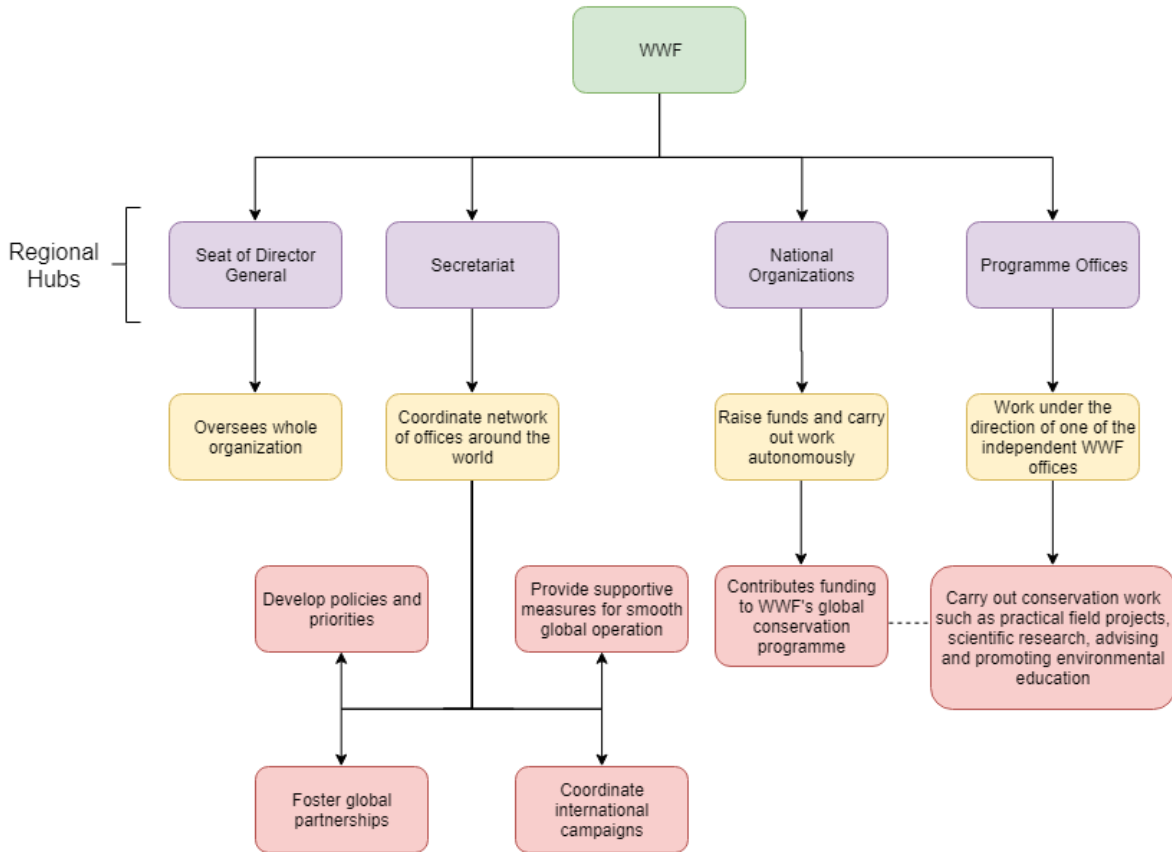 WWF
Regional
Hubs
Seat of Director
General
Secretariat
National
Organizations
Programme Offices
Oversees whole
organization
Coordinate network
of offices around the
world
Raise funds and carry
out work
autonomously
Work under the
direction of one of the
independent WWF
offices
Develop policies and
priorities
Provide supportive
measures for smooth
global operation
Contributes funding
to WWF's global
conservation
programme
Carry out conservation work
such as practical field projects,
scientific research, advising
and promoting environmental
education
Foster global
partnerships
Coordinate
international
campaigns